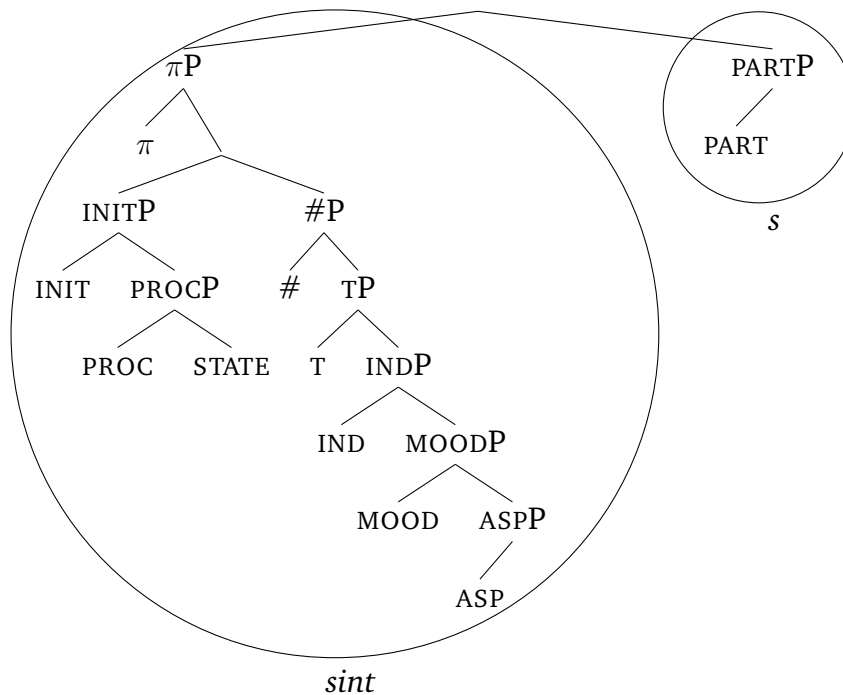 πP PARTP
π PART
INITP #P s
INIT PROCP # TP
PROC STATE T INDP
IND MOODP
MOOD ASPP
ASP
sint